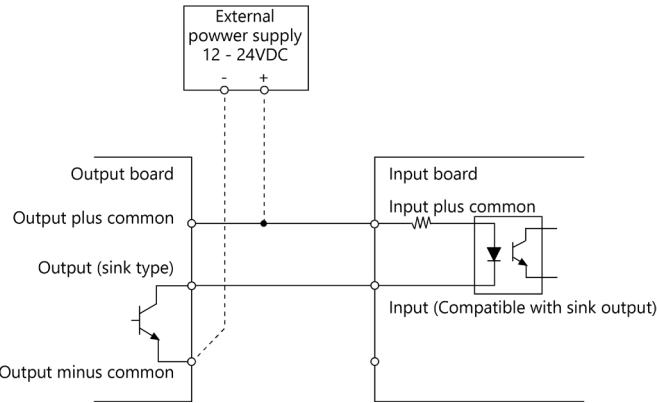 External
powwer supply
12 - 24VDC
- +
Output board
Input board
Output plus common
Input plus common
Output (sink type)
Input (Compatible with sink output)
Output minus common